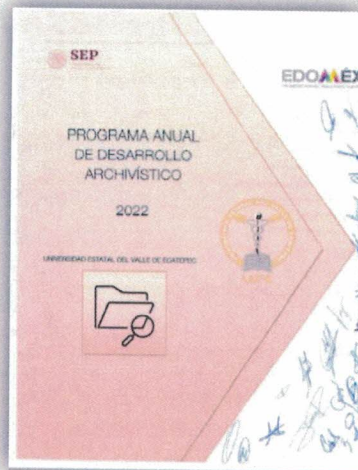 SEP
EDOMÉX
PROGRAMA ANUAL
DE DESARROLLO
ARCHIVÍSTICO
2022
UNIVERSIDAD ESTATAL DEL VALLE DE ECATEPEC